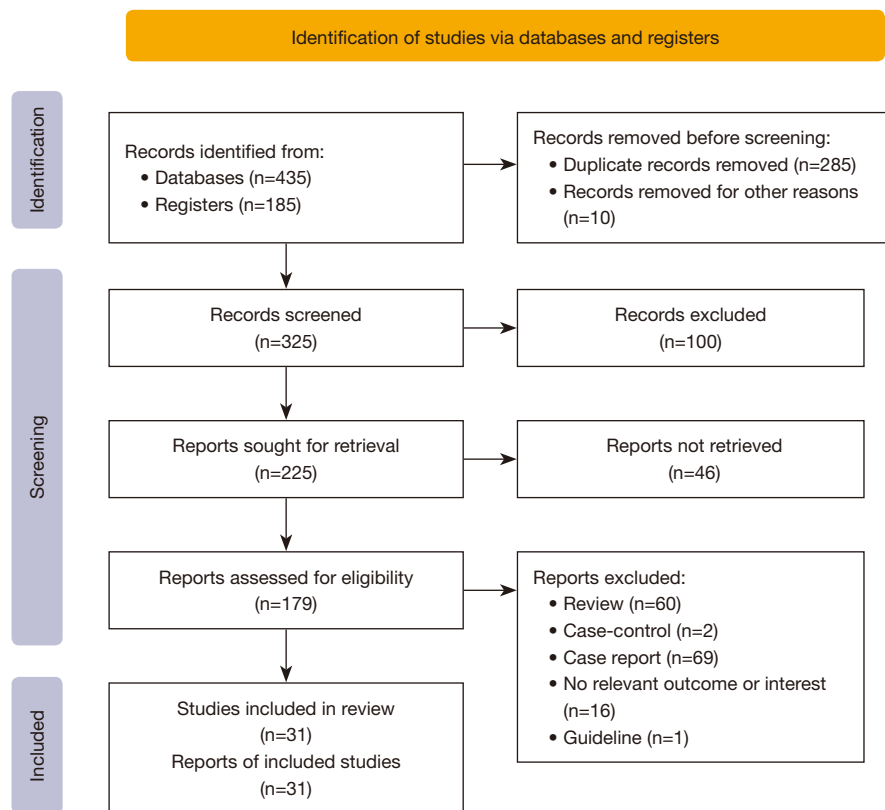 Identification of studies via databases and registers
Identification
Records identified from:
• Databases (n=435)
• Registers (n=185)
Records removed before screening:
• Duplicate records removed (n=285)
• Records removed for other reasons
(n=10)
Screening
Records screened
(n=325)
Records excluded
(n=100)
Reports sought for retrieval
(n=225)
Reports not retrieved
(n=46)
Reports assessed for eligibility
(n=179)
Reports excluded:
• Review (n=60)
• Case-control (n=2)
• Case report (n=69)
• No relevant outcome or interest
(n=16)
• Guideline (n=1)
Included
Studies included in review
(n=31)
Reports of included studies
(n=31)